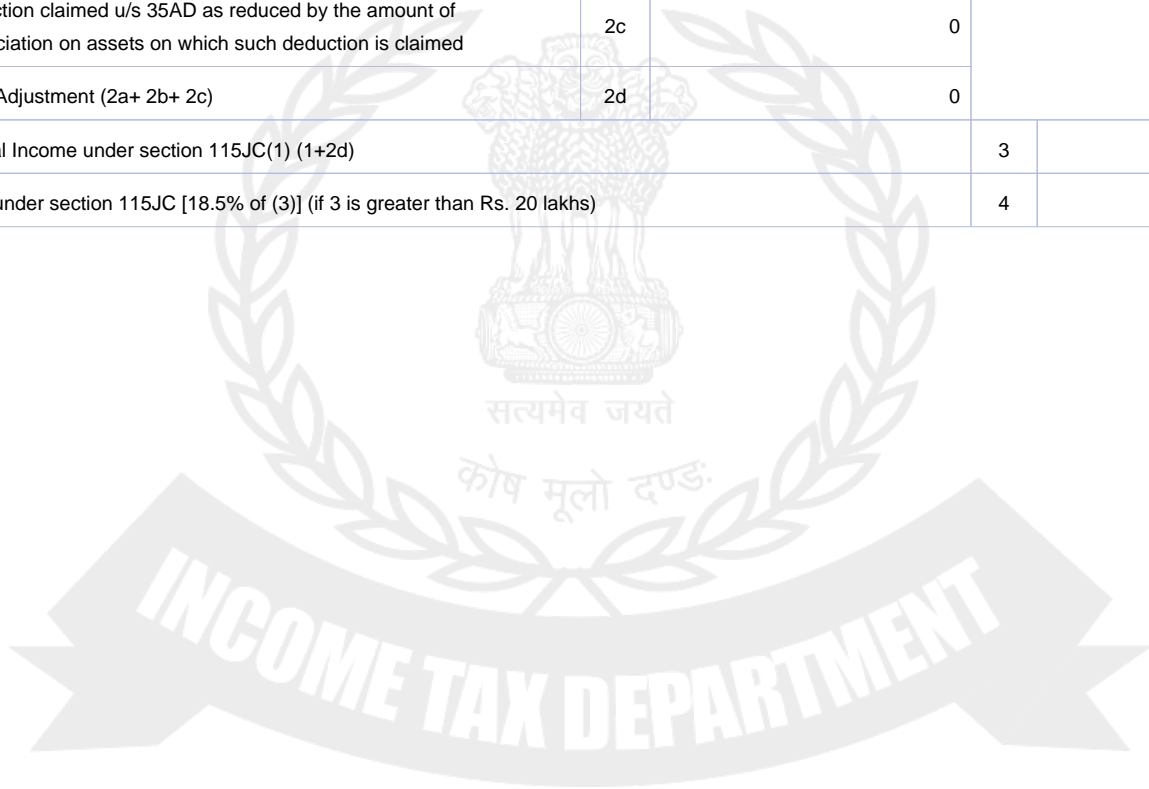 ction claimed u/s 35AD as reduced by the amount of
ciation on assets on which such deduction is claimed
2c
0
Adjustment (2a+ 2b+ 2c)
2d
0
l Income under section 115JC(1) (1+2d)
3
under section 115JC [18.5% of (3)] (if 3 is greater than Rs. 20 lakhs)
4
सत्यमेव जयते
कोष मूलो दण्डः
INCOME TAX DEPARTMENT